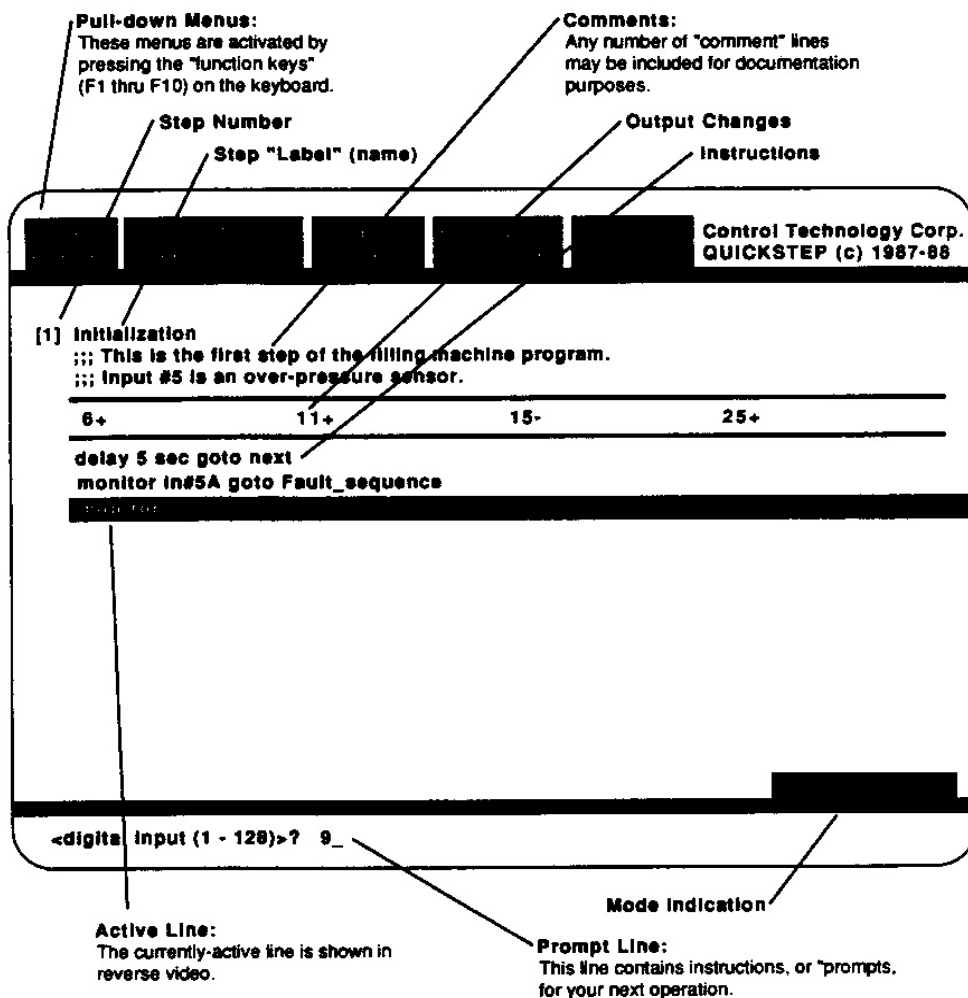 Pull-down Menus:
These menus are activated by
pressing the "function keys"
(F1 thru F10) on the keyboard.
Comments:
Any number of "comment" lines
may be included for documentation
purposes.
Step Number
Output Changes
Step "Label" (name)
Instructions
Control Technology Corp.
QUICKSTEP (c) 1987-88
[1] Initialization
;;; This is the first step of the filling machine program.
;;; Input #5 is an over-pressure sensor.
6+ 11+ 15- 25+
delay 5 sec goto next
monitor in#5A goto Fault_sequence
<digital input (1 - 128)>? 9_
Mode Indication
Active Line:
The currently-active line is shown in
reverse video.
Prompt Line:
This line contains instructions, or "prompts,
for your next operation.